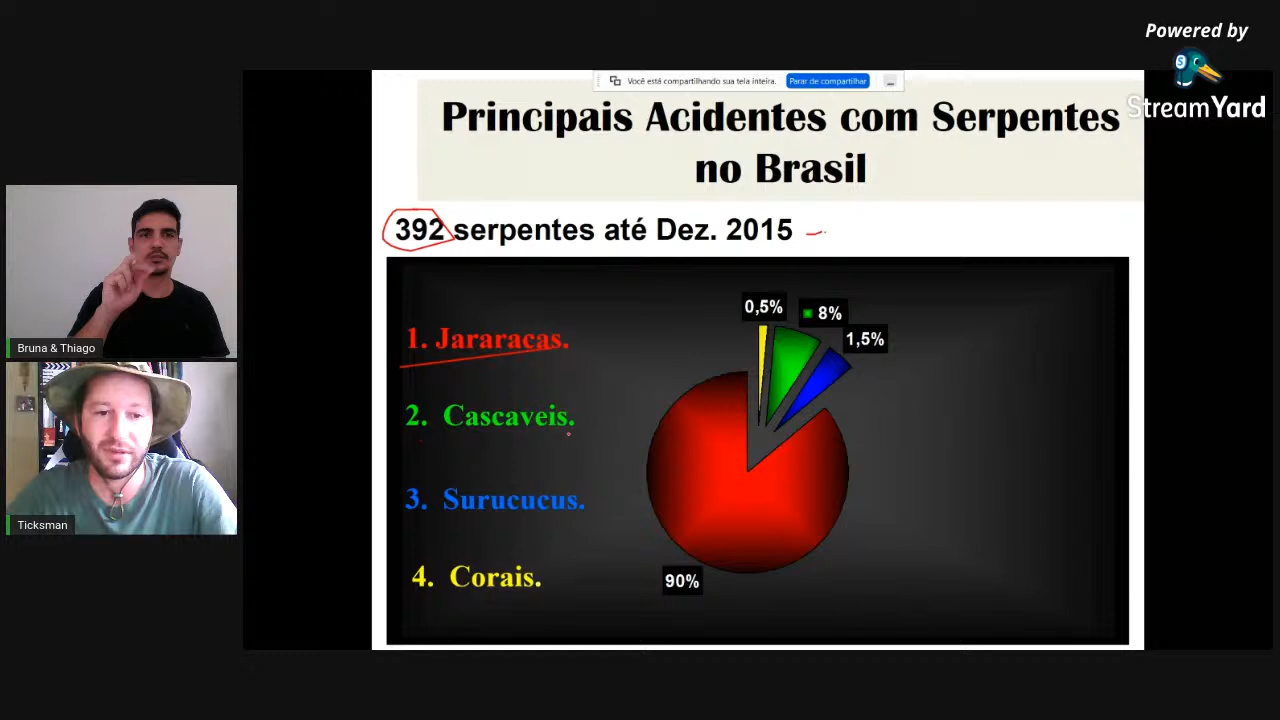 Powered by
StreamYard
Você está compartilhando sua tela inteira. Parar de compartilhar
Principais Acidentes com Serpentes
no Brasil
392 serpentes até Dez. 2015
1. Jararacas.
2. Cascaveis.
3. Surucucus.
4. Corais.
0,5%
8%
1,5%
90%
Bruna & Thiago
Ticksman